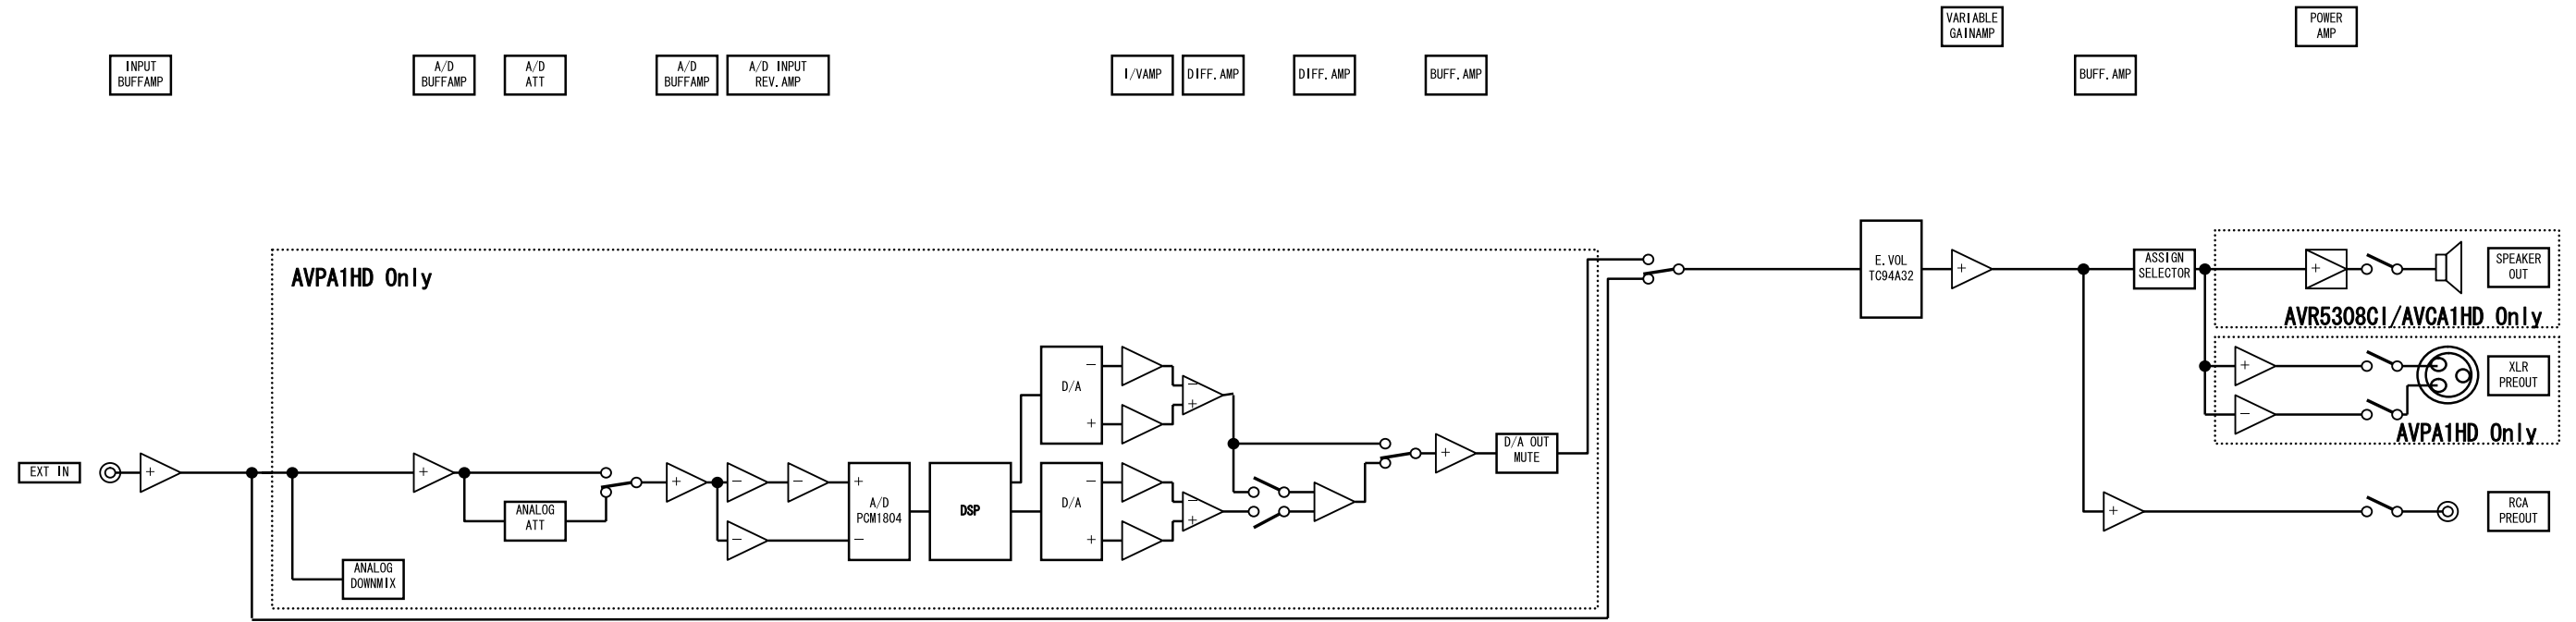 VARIABLE
GAINAMP
POWER
AMP
INPUT
BUFFAMP
A/D
BUFFAMP
A/D
ATT
A/D
BUFFAMP
A/D INPUT
REV.AMP
I/VAMP
DIFF.AMP
DIFF.AMP
BUFF.AMP
BUFF.AMP
AVPA1HD Only
E.VOL
TC94A32
+
ASSIGN
SELECTOR
+
SPEAKER
OUT
AVR5308CI/AVCA1HD Only
D/A
-
+
-
+
+
-
XLR
PREOUT
AVPA1HD Only
EXT IN
+
+
ANALOG
ATT
ANALOG
DOWNMIX
+
-
-
-
+
A/D
PCM1804
-
DSP
D/A
-
+
-
+
+
D/A OUT
MUTE
+
RCA
PREOUT